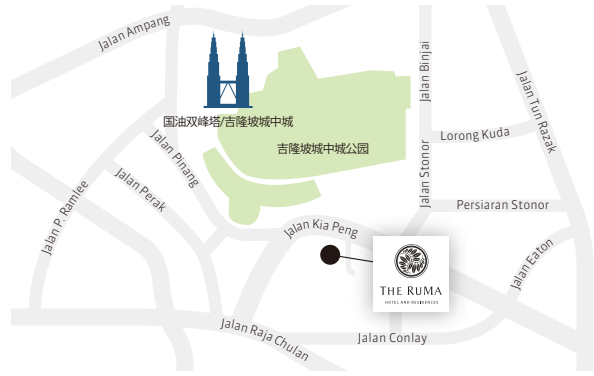 Jalan Ampang
Jalan Binjai
Jalan Tun Razak
国油双峰塔/吉隆坡城中城
Lorong Kuda
吉隆坡城中城公园
Jalan Pinang
Jalan Stonor
Jalan Perak
Jalan P. Ramlee
Persiaran Stonor
Jalan Kia Peng
Jalan Eaton
THE RUMA
HOTEL AND RESIDENCES
Jalan Raja Chulan
Jalan Conlay